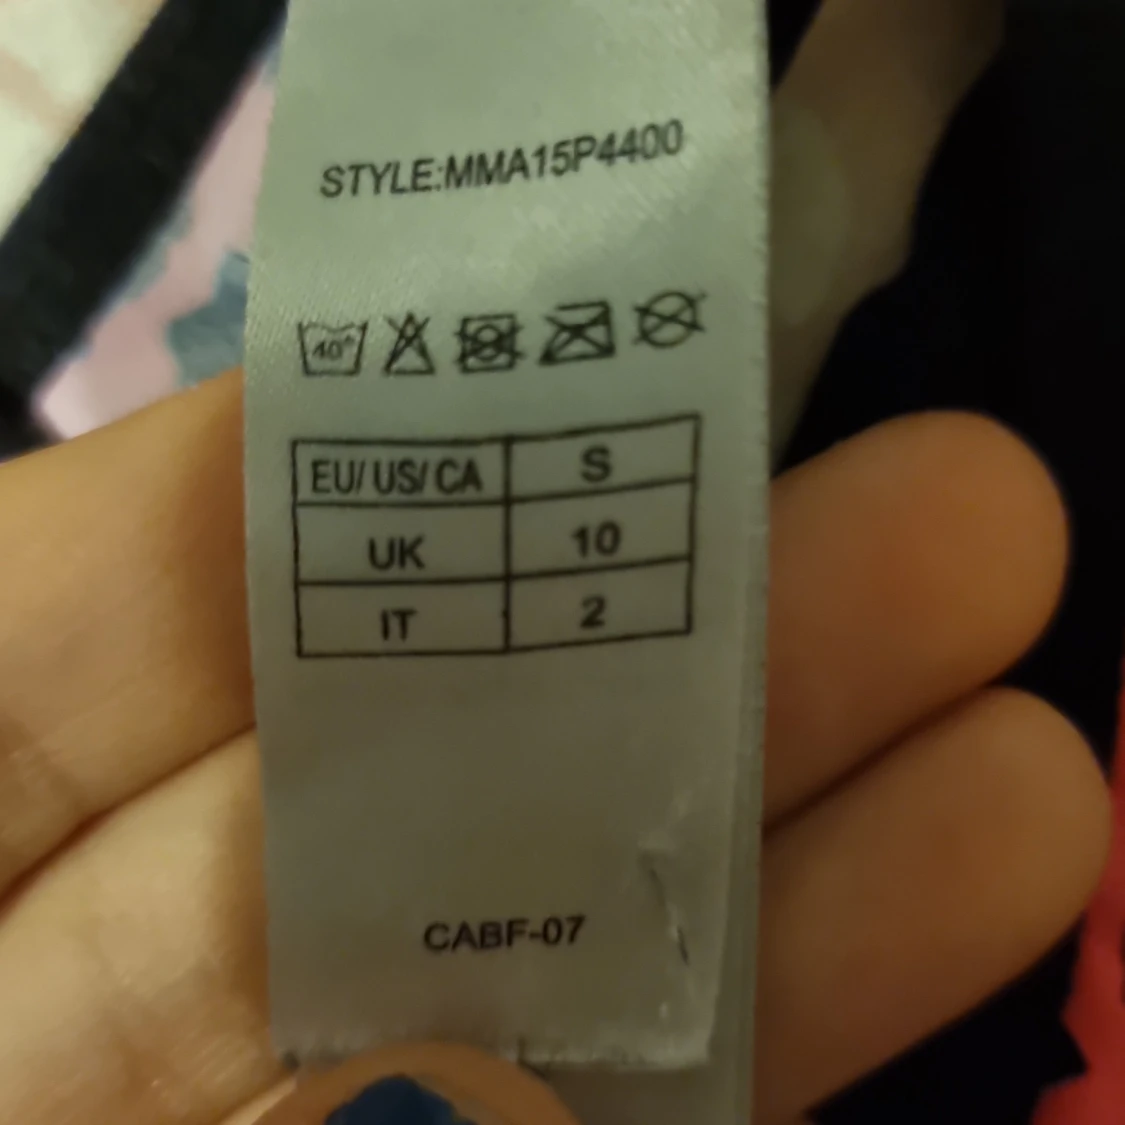 STYLE:MMA15P4400
40°
EU/ US/ CA S
UK 10
IT 2
CABF-07